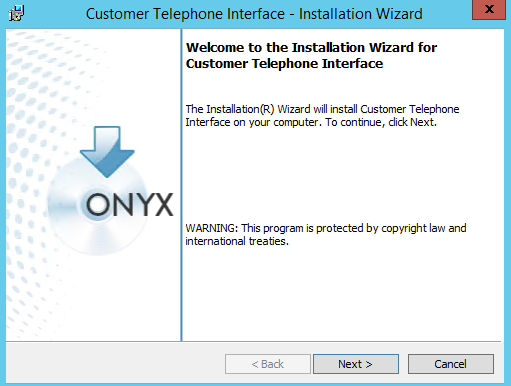 Customer Telephone Interface - Installation Wizard
x
Welcome to the Installation Wizard for
Customer Telephone Interface
The Installation(R) Wizard will install Customer Telephone
Interface on your computer. To continue, click Next.
ONYX
WARNING: This program is protected by copyright law and
international treaties.
< Back
Next >
Cancel